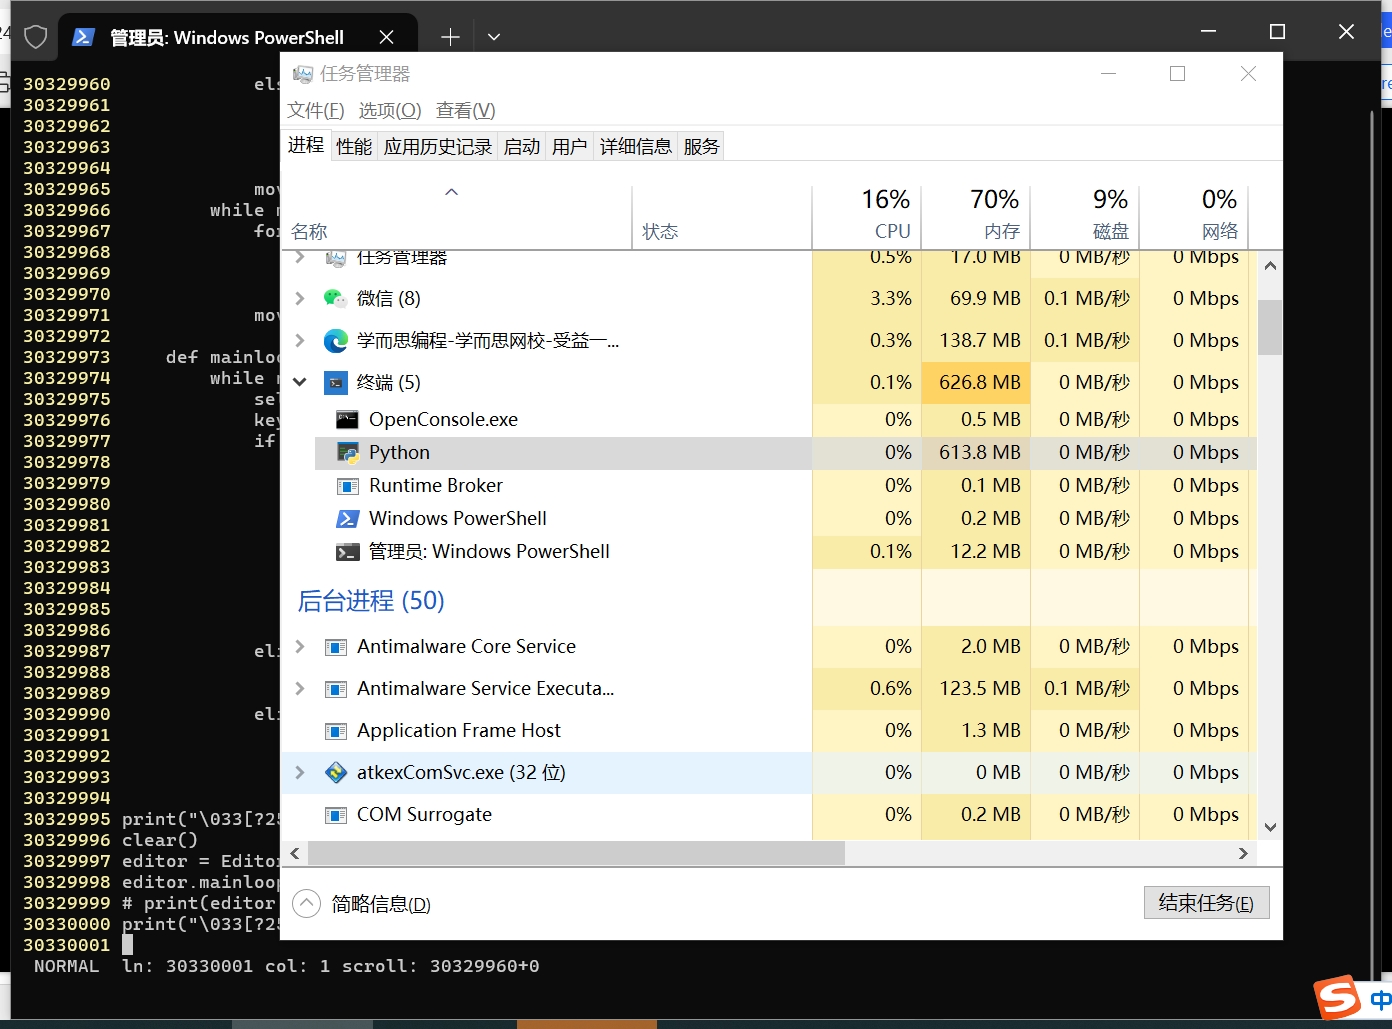 管理员: Windows PowerShell
任务管理器
文件(F) 选项(O) 查看(V)
进程 性能 应用历史记录 启动 用户 详细信息 服务
16% 70% 9% 0%
名称 状态 CPU 内存 磁盘 网络
任务管理器 0.5% 17.0 MB 0 MB/秒 0 Mbps
微信 (8) 3.3% 69.9 MB 0.1 MB/秒 0 Mbps
学而思编程-学而思网校-受益一... 0.3% 138.7 MB 0.1 MB/秒 0 Mbps
终端 (5) 0.1% 626.8 MB 0 MB/秒 0 Mbps
OpenConsole.exe 0% 0.5 MB 0 MB/秒 0 Mbps
Python 0% 613.8 MB 0 MB/秒 0 Mbps
Runtime Broker 0% 0.1 MB 0 MB/秒 0 Mbps
Windows PowerShell 0% 0.2 MB 0 MB/秒 0 Mbps
管理员: Windows PowerShell 0.1% 12.2 MB 0 MB/秒 0 Mbps
后台进程 (50)
Antimalware Core Service 0% 2.0 MB 0 MB/秒 0 Mbps
Antimalware Service Executa... 0.6% 123.5 MB 0.1 MB/秒 0 Mbps
Application Frame Host 0% 1.3 MB 0 MB/秒 0 Mbps
atkexComSvc.exe (32 位) 0% 0 MB 0 MB/秒 0 Mbps
COM Surrogate 0% 0.2 MB 0 MB/秒 0 Mbps
简略信息(D) 结束任务(E)
30329960 els
30329961
30329962
30329963
30329964
30329965 mov
30329966 while
30329967 for
30329968
30329969
30329970
30329971 mov
30329972
30329973 def mainloo
30329974 while
30329975 sel
30329976 key
30329977 if
30329978
30329979
30329980
30329981
30329982
30329983
30329984
30329985
30329986
30329987 eli
30329988
30329989
30329990 eli
30329991
30329992
30329993
30329994
30329995 print("\033[?25
30329996 clear()
30329997 editor = Editor
30329998 editor.mainloop
30329999 # print(editor
30330000 print("\033[?25
30330001
NORMAL ln: 30330001 col: 1 scroll: 30329960+0
中